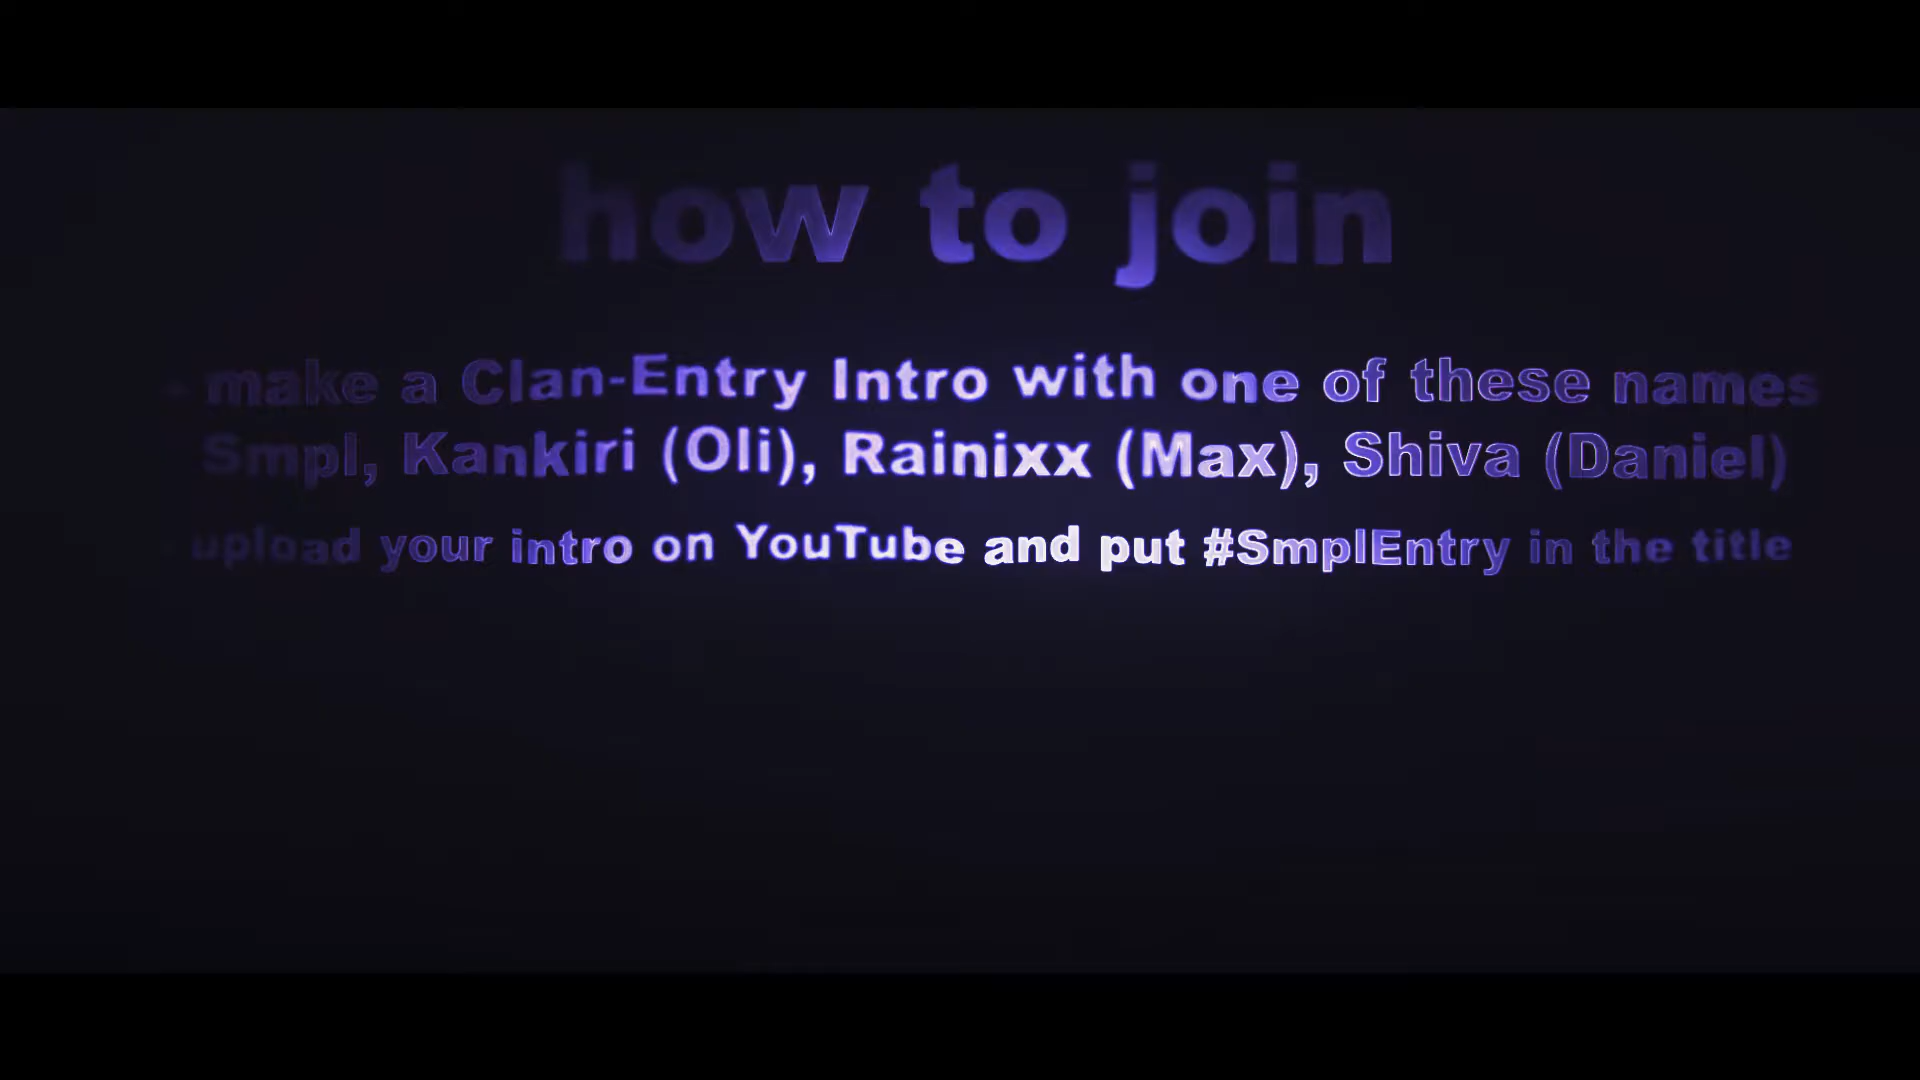 how to join
- make a Clan-Entry Intro with one of these names
Smpl, Kankiri (Oli), Rainixx (Max), Shiva (Daniel)
- upload your intro on YouTube and put #SmplEntry in the title